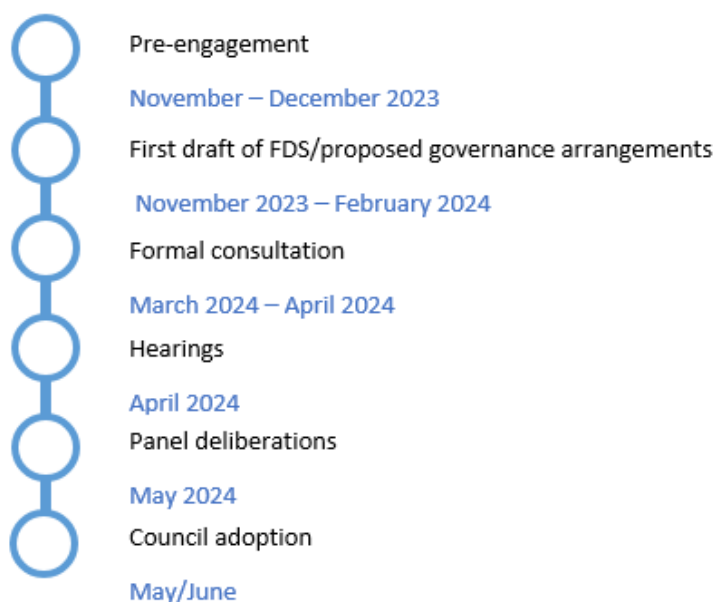 Pre-engagement
November – December 2023
First draft of FDS/proposed governance arrangements
November 2023 – February 2024
Formal consultation
March 2024 – April 2024
Hearings
April 2024
Panel deliberations
May 2024
Council adoption
May/June